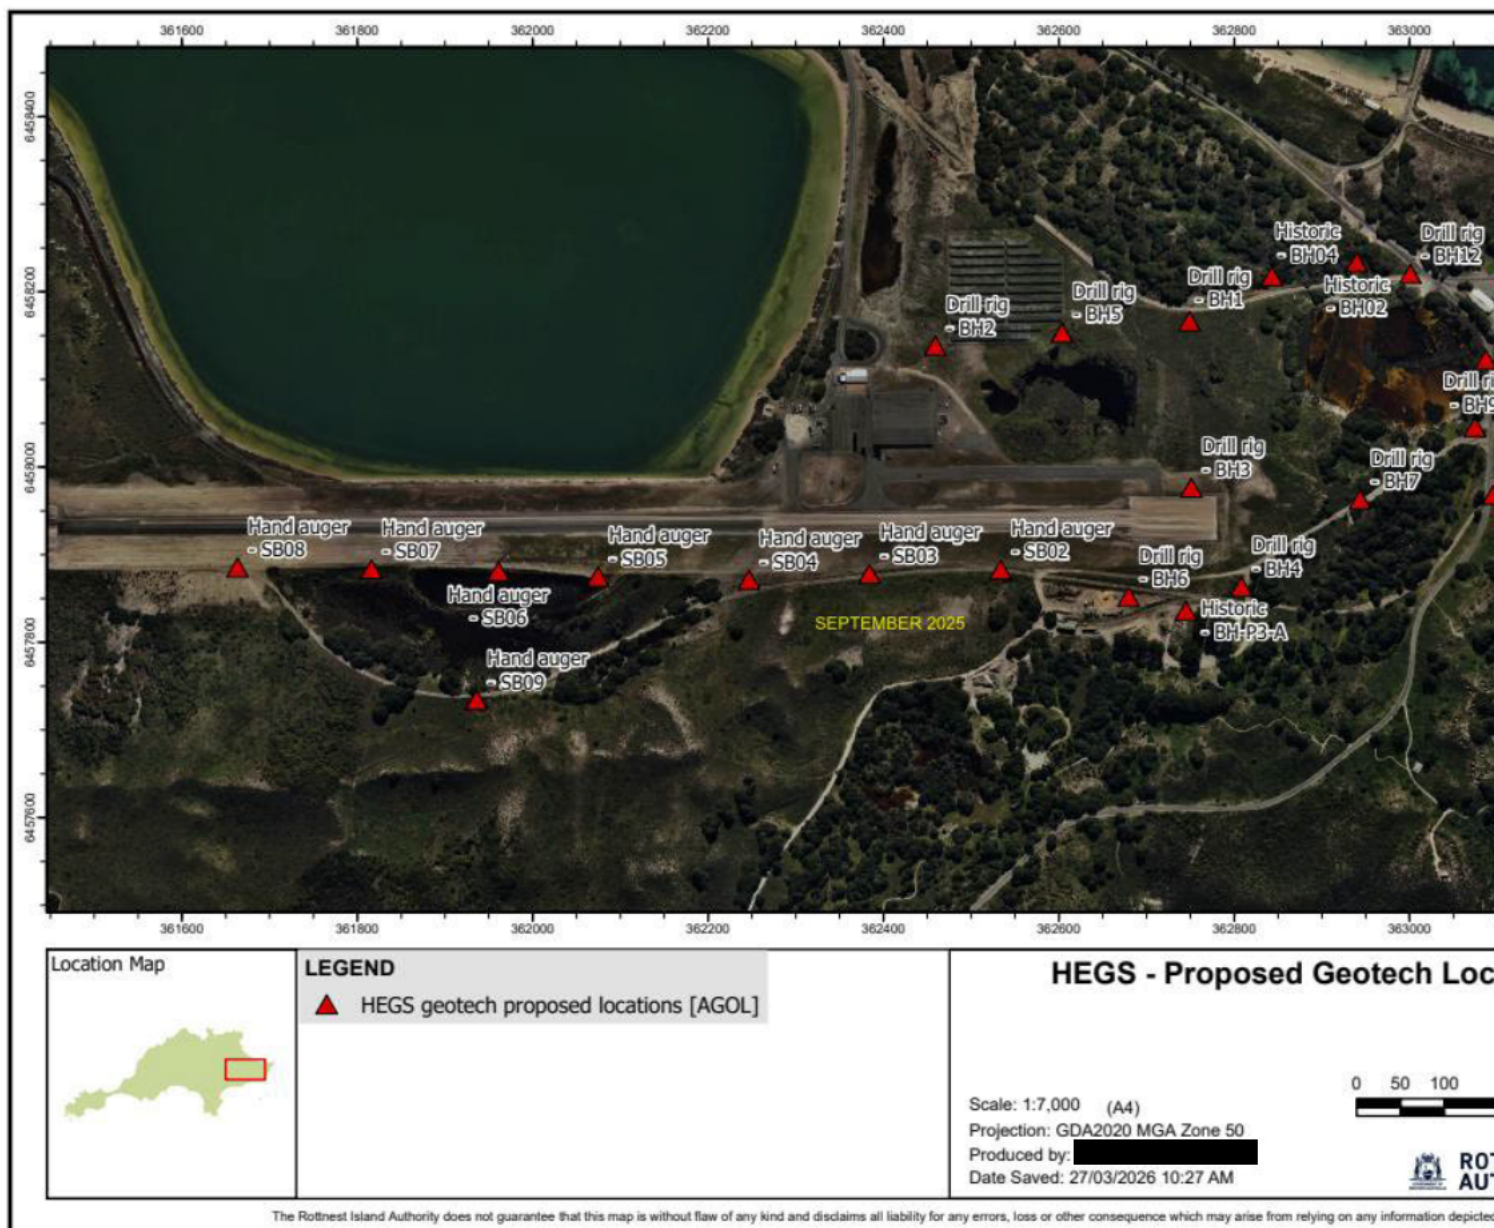 361600 361800 362000 362200 362400 362600 362800 363000
6458400
6458200
6458000
6457800
6457600
Historic
- BH04
Drill rig
- BH12
Drill rig
- BH1
Historic
- BH02
Drill rig
- BH2
Drill rig
- BH5
Drill ri
- BH9
Drill rig
- BH3
Drill rig
- BH7
Hand auger
- SB08
Hand auger
- SB07
Hand auger
- SB05
Hand auger
- SB04
Hand auger
- SB03
Hand auger
- SB02
Drill rig
- BH6
Drill rig
- BH4
Hand auger
- SB06
Historic
- BH-P3-A
SEPTEMBER 2025
Hand auger
- SB09
361600 361800 362000 362200 362400 362600 362800 363000
Location Map
LEGEND
HEGS geotech proposed locations [AGOL]
HEGS - Proposed Geotech Loc
0 50 100
Scale: 1:7,000 (A4)
Projection: GDA2020 MGA Zone 50
Produced by:
Date Saved: 27/03/2026 10:27 AM
ROT
AUT
The Rottnest Island Authority does not guarantee that this map is without flaw of any kind and disclaims all liability for any errors, loss or other consequence which may arise from relying on any information depicted